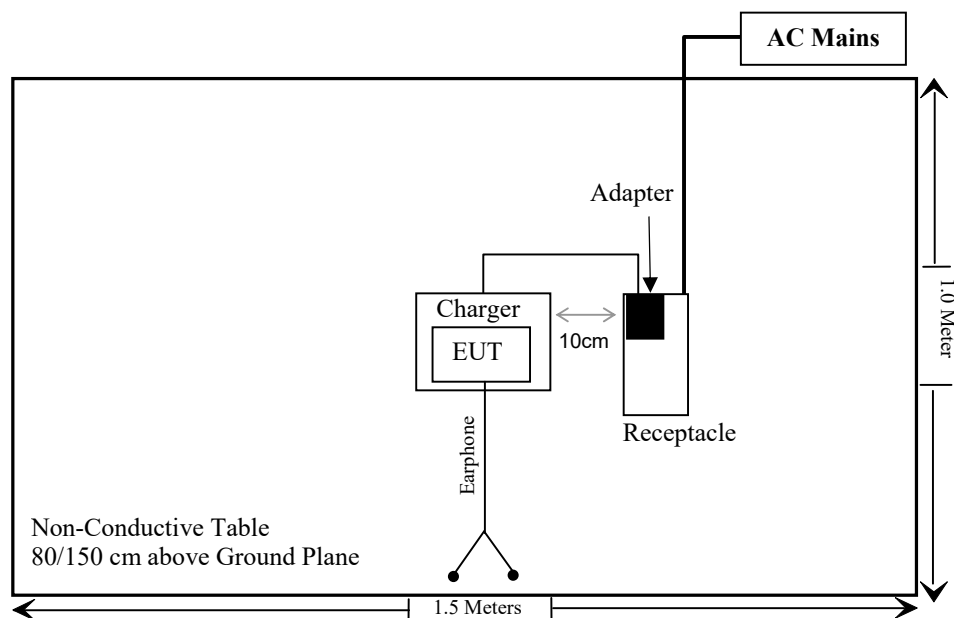 AC Mains
Adapter
Charger
EUT
10cm
Receptacle
Earphone
1.0 Meter
Non-Conductive Table
80/150 cm above Ground Plane
1.5 Meters